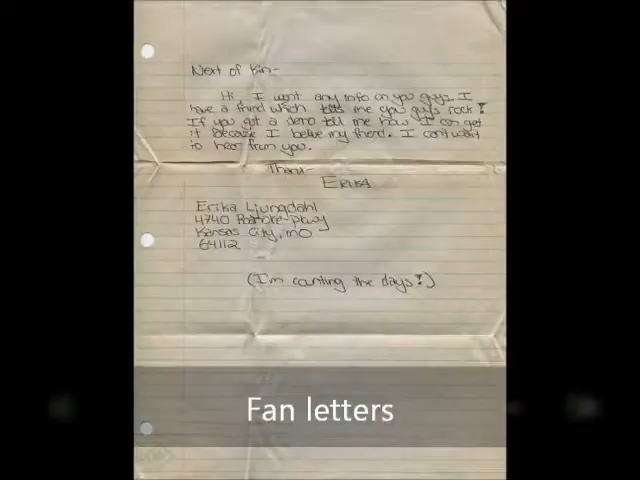 Next of Kin-
Hi, I want any info on you guys. I
have a friend which tells me you guys rock!
If you got a demo tell me how I can get
it because I belive my friend. I can't wait
to hear from you.
Thanx-
ERIKA
Erika Ljungdahl
4740 Roanoke-Pkwy
Kansas City, MO
64112
(I'm counting the days!)
Fan letters